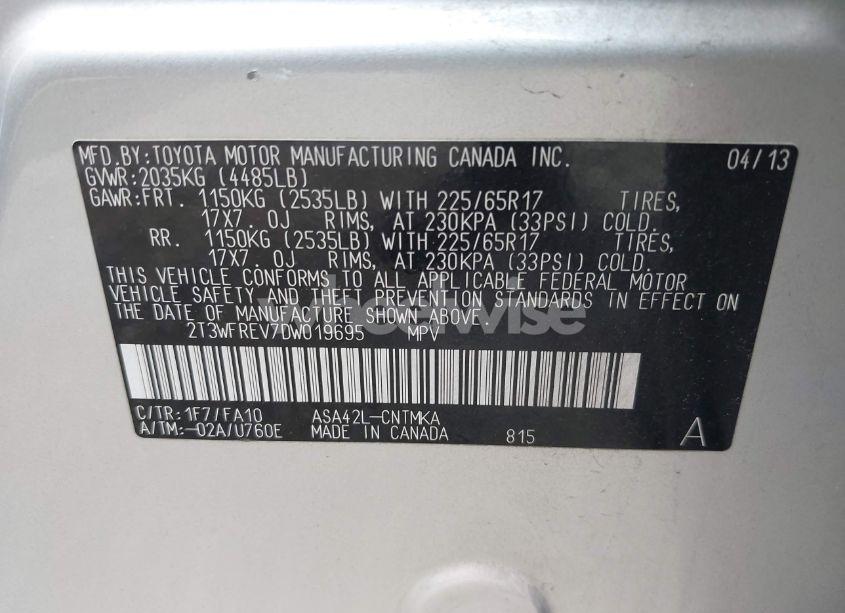 MFD.BY:TOYOTA MOTOR MANUFACTURING CANADA INC. 04/13
GVWR:2035KG (4485LB)
GAWR:FRT. 1150KG (2535LB) WITH 225/65R17 TIRES,
17X7.0J RIMS, AT 230KPA (33PSI) COLD.
RR. 1150KG (2535LB) WITH 225/65R17 TIRES,
17X7.0J RIMS, AT 230KPA (33PSI) COLD.
THIS VEHICLE CONFORMS TO ALL APPLICABLE FEDERAL MOTOR
VEHICLE SAFETY AND THEFT PREVENTION STANDARDS IN EFFECT ON
THE DATE OF MANUFACTURE SHOWN ABOVE.
wheelwise
2T3WFREV7DW019695 MPV
C/TR:1F7/FA10 ASA42L-CNTMKA
A/TM:-02A/U760E MADE IN CANADA 815 A